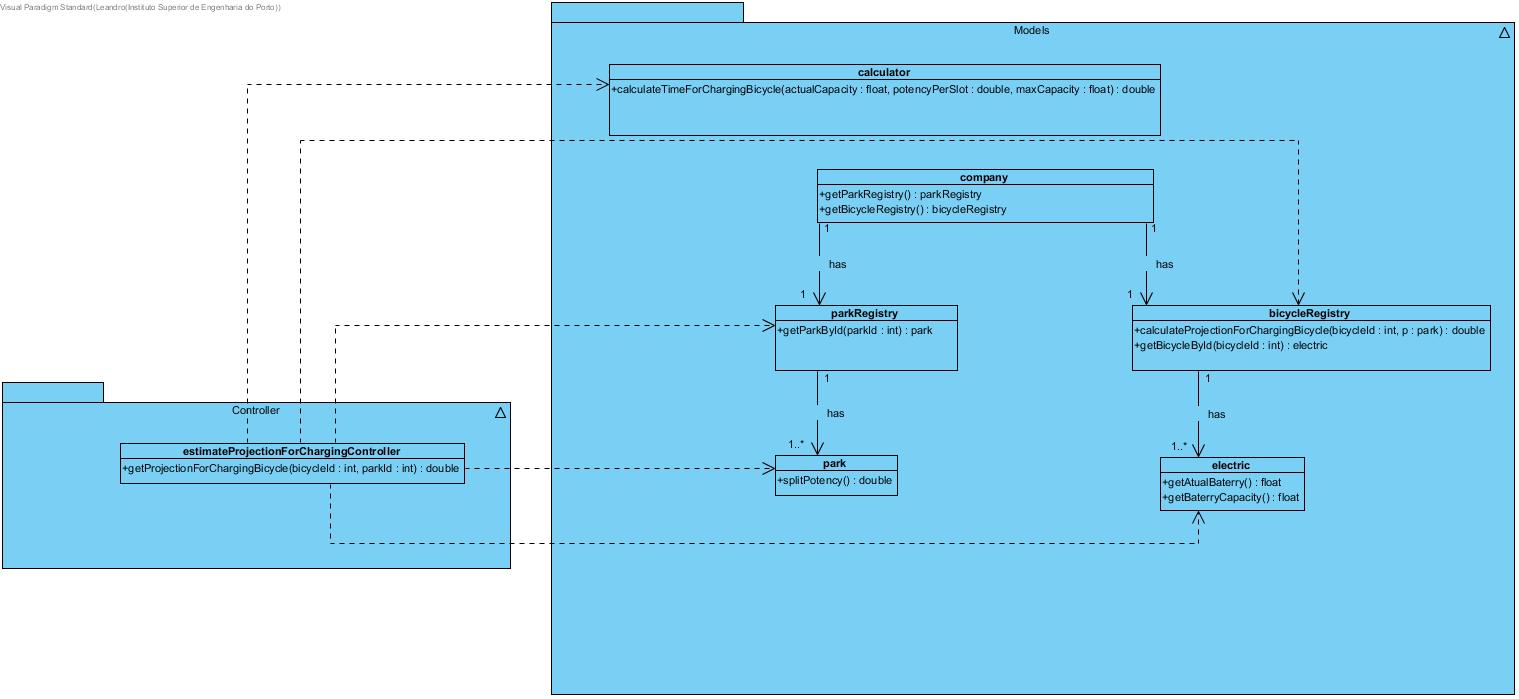 Visual Paradigm Standard(Leandro(Instituto Superior de Engenharia do Porto))
Models
calculator
+calculateTimeForChargingBicycle(actualCapacity : float, potencyPerSlot : double, maxCapacity : float) : double
company
+getParkRegistry() : parkRegistry
+getBicycleRegistry() : bicycleRegistry
1
1
has
has
1
1
parkRegistry
+getParkById(parkId : int) : park
bicycleRegistry
+calculateProjectionForChargingBicycle(bicycleId : int, p : park) : double
+getBicycleById(bicycleId : int) : electric
1
1
has
has
1..*
1..*
Controller
estimateProjectionForChargingController
+getProjectionForChargingBicycle(bicycleId : int, parkId : int) : double
park
+splitPotency() : double
electric
+getAtualBaterry() : float
+getBaterryCapacity() : float